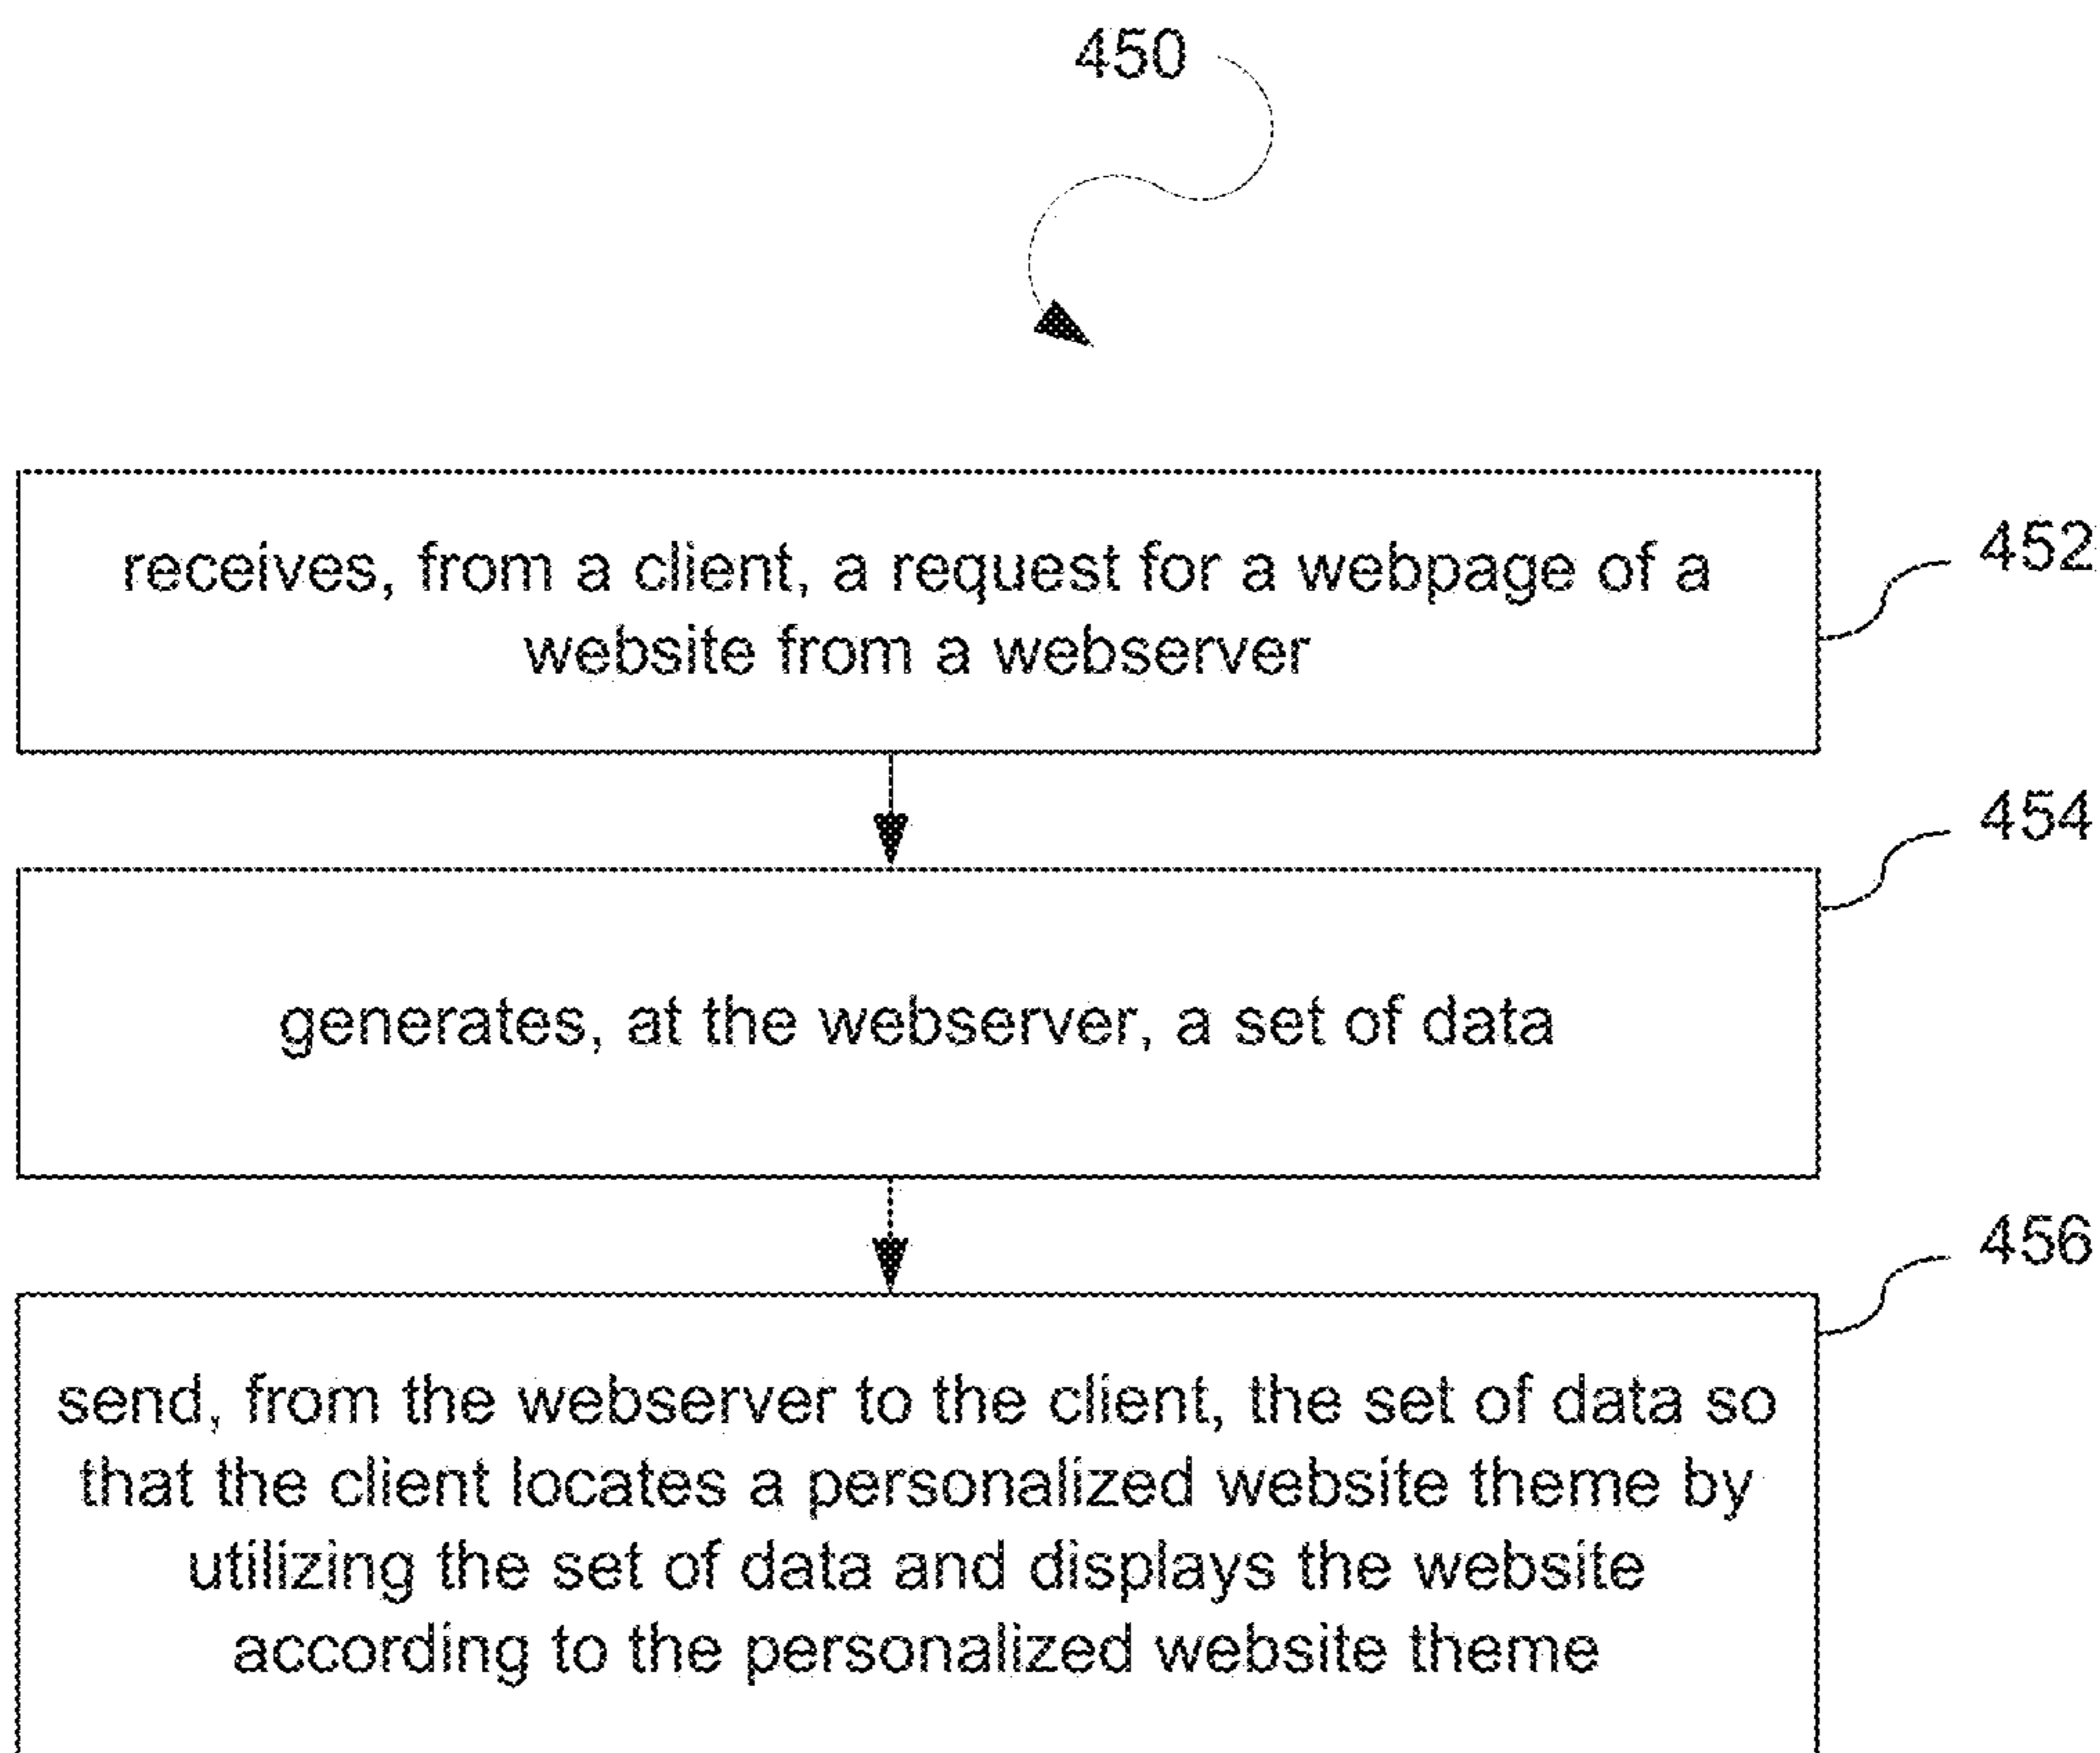 450
receives, from a client, a request for a webpage of a
website from a webserver
452
454
generates, at the webserver, a set of data
456
send, from the webserver to the client, the set of data so
that the client locates a personalized website theme by
utilizing the set of data and displays the website
according to the personalized website theme